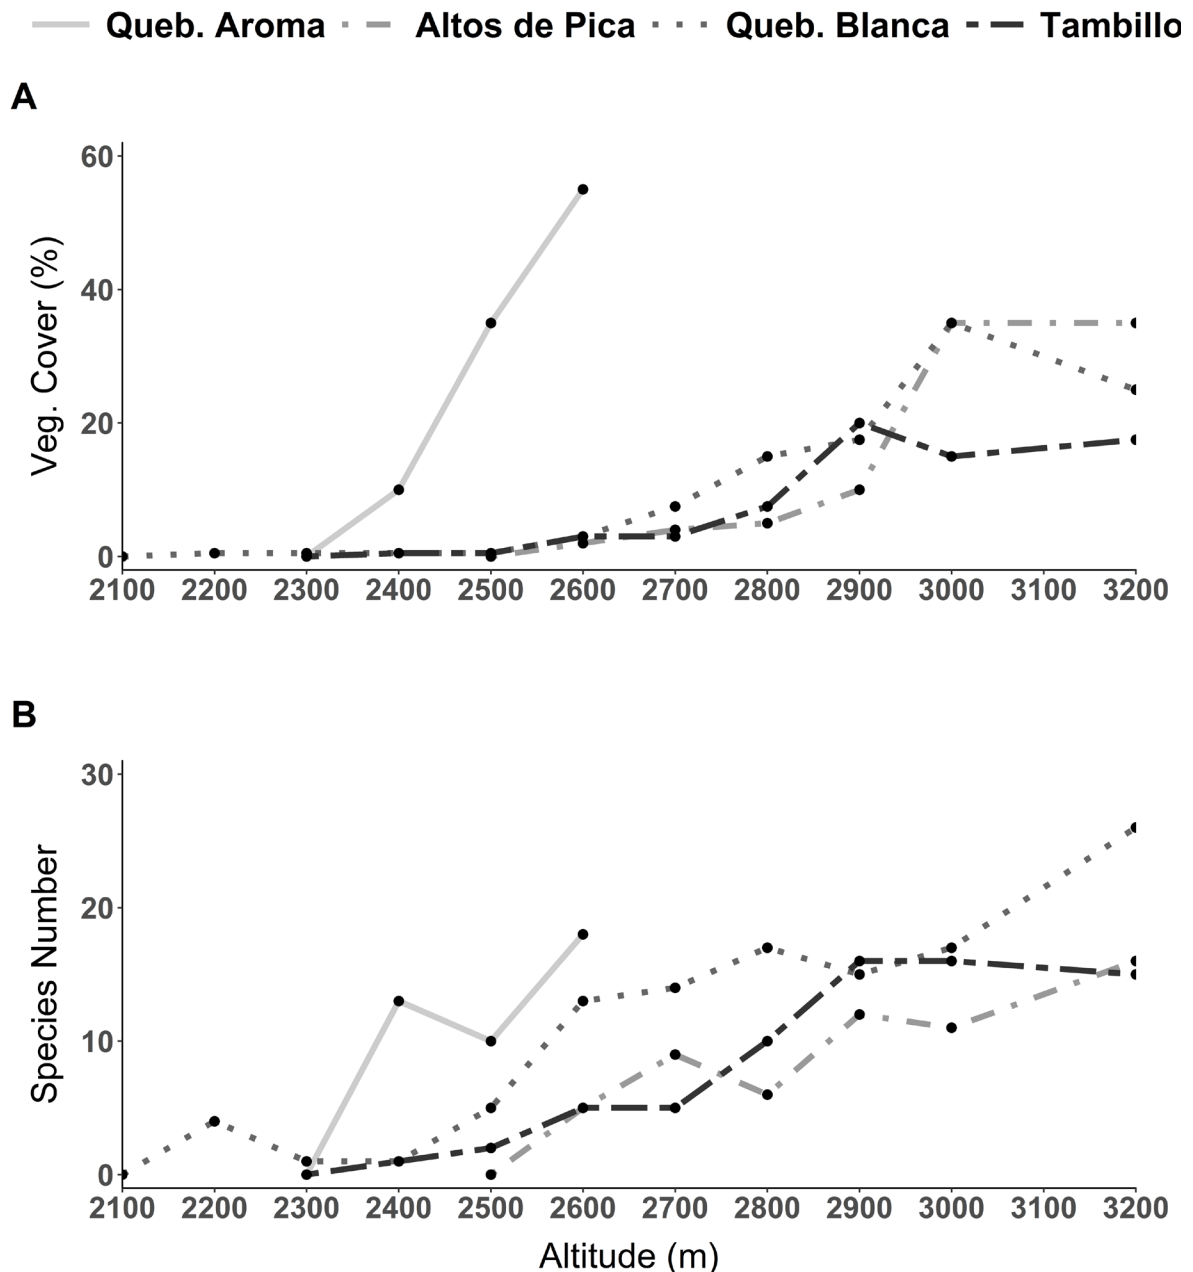 Queb. Aroma Altos de Pica Queb. Blanca Tambillo
A
Veg. Cover (%)
60
40
20
0
2100 2200 2300 2400 2500 2600 2700 2800 2900 3000 3100 3200
B
Species Number
30
20
10
0
2100 2200 2300 2400 2500 2600 2700 2800 2900 3000 3100 3200
Altitude (m)